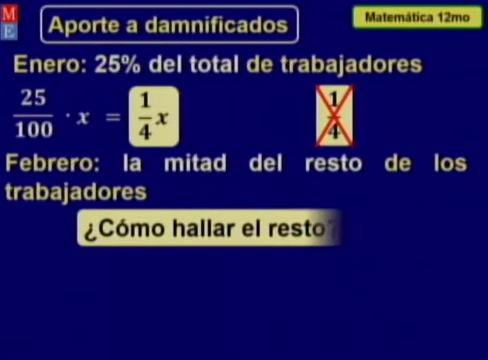 M
E
Aporte a damnificados
Matemática 12mo
Enero: 25% del total de trabajadores
25/100 · x = 1/4 x
1/4
Febrero: la mitad del resto de los
trabajadores
¿Cómo hallar el resto?